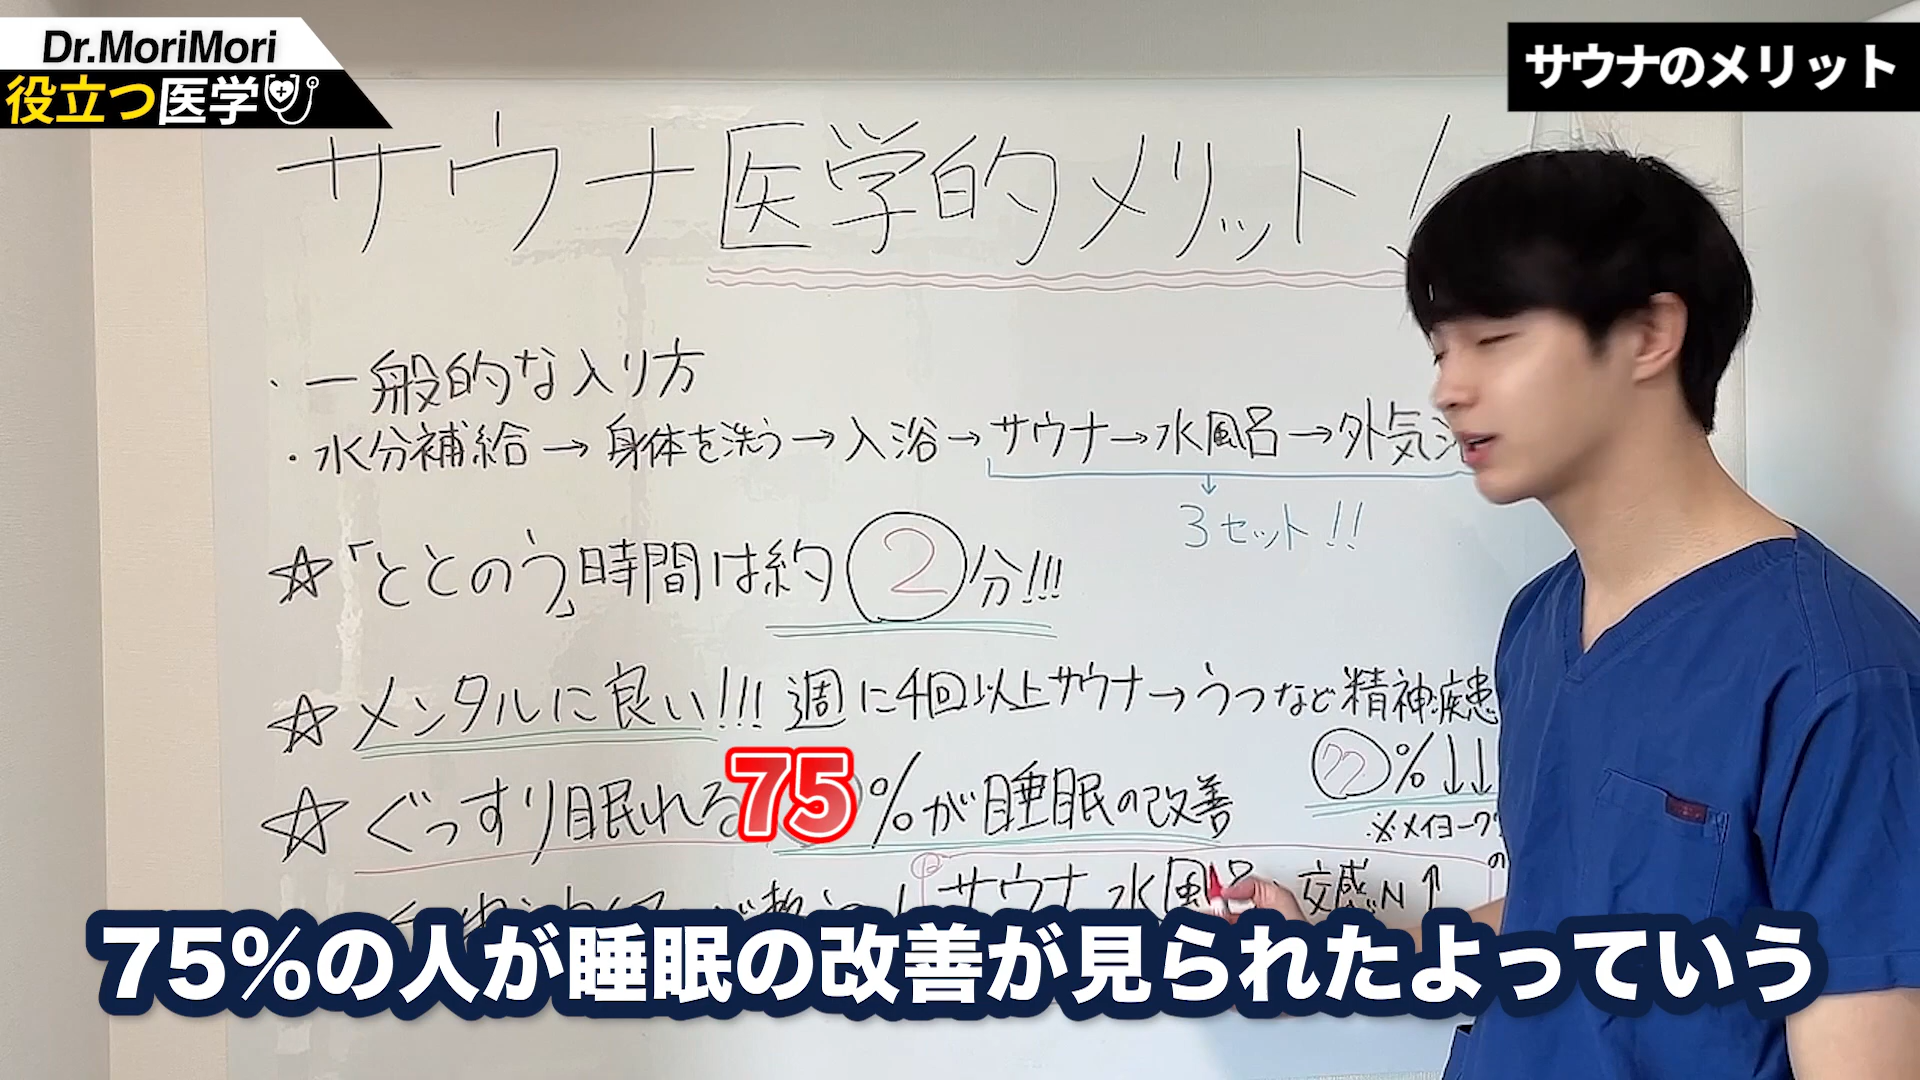 Dr.MoriMori
役立つ医学
サウナのメリット
サウナ医学的メリット!
・一般的な入り方
・水分補給→身体を洗う→入浴→サウナ→水風呂→外気
3セット!!
☆「ととのう」時間は約2分!!!
☆メンタルに良い!!! 週に4回以上サウナ→うつなど精神疾患
77%↓↓
※メイヨーク
の
☆ぐっすり眠れる75%が睡眠の改善
サウナ 水風呂 交感N↑
75%の人が睡眠の改善が見られたよっていう